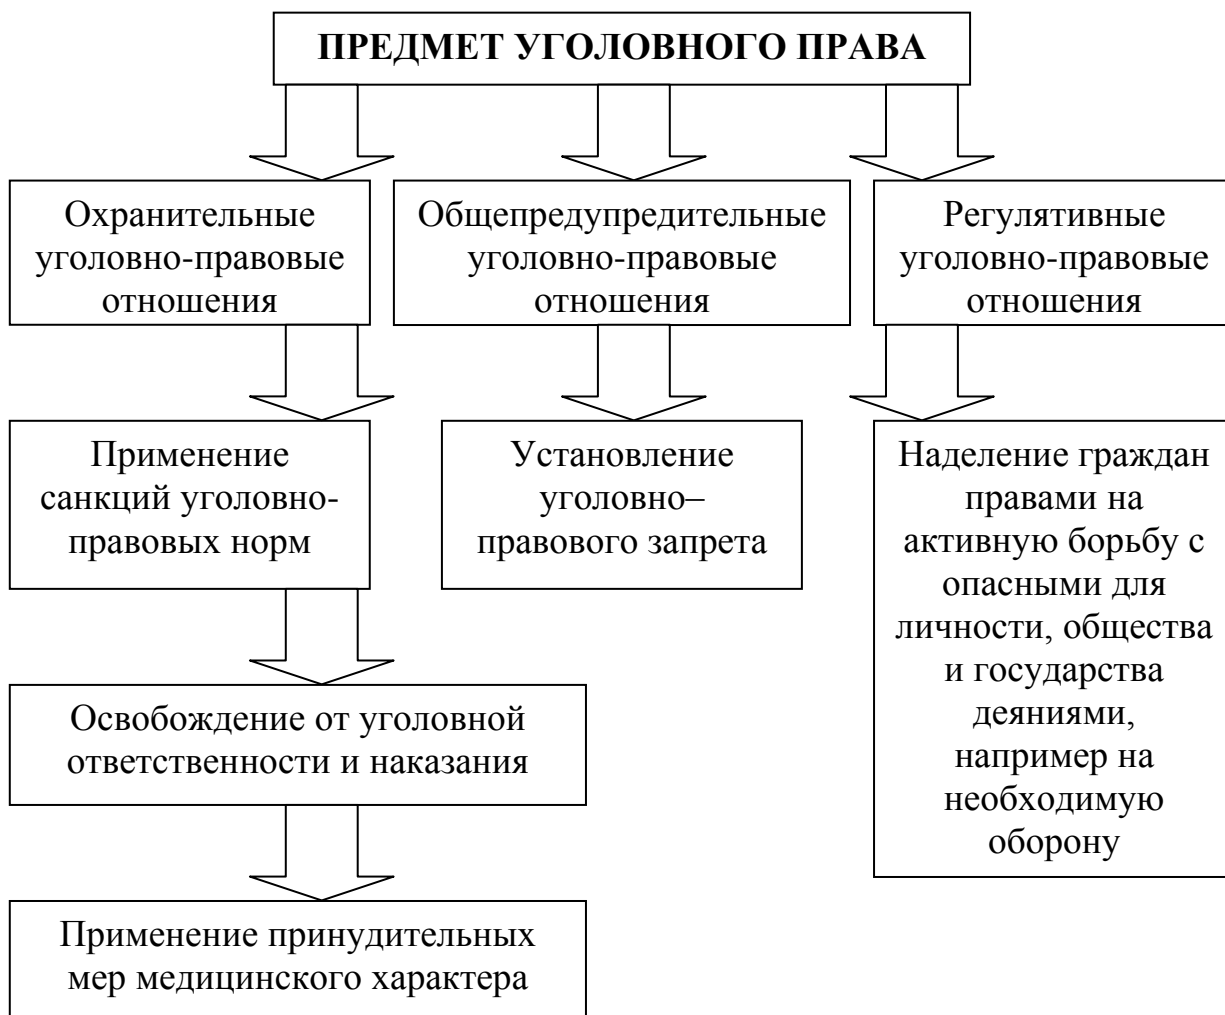 ПРЕДМЕТ УГОЛОВНОГО ПРАВА
Охранительные
уголовно-правовые
отношения
Общепредупредительные
уголовно-правовые
отношения
Регулятивные
уголовно-правовые
отношения
Применение
санкций уголовно-
правовых норм
Установление
уголовно–
правового запрета
Наделение граждан
правами на
активную борьбу с
опасными для
личности, общества
и государства
деяниями,
например на
необходимую
оборону
Освобождение от уголовной
ответственности и наказания
Применение принудительных
мер медицинского характера